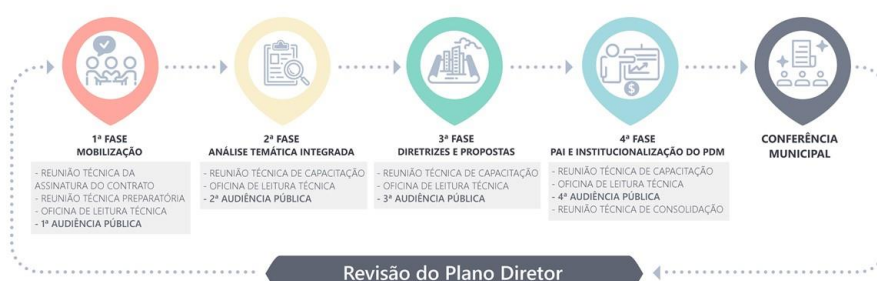 1ª FASE
MOBILIZAÇÃO
- REUNIÃO TÉCNICA DA
ASSINATURA DO CONTRATO
- REUNIÃO TÉCNICA PREPARATÓRIA
- OFICINA DE LEITURA TÉCNICA
- 1ª AUDIÊNCIA PÚBLICA
2ª FASE
ANÁLISE TEMÁTICA INTEGRADA
- REUNIÃO TÉCNICA DE CAPACITAÇÃO
- OFICINA DE LEITURA TÉCNICA
- 2ª AUDIÊNCIA PÚBLICA
3ª FASE
DIRETRIZES E PROPOSTAS
- REUNIÃO TÉCNICA DE CAPACITAÇÃO
- OFICINA DE LEITURA TÉCNICA
- 3ª AUDIÊNCIA PÚBLICA
4ª FASE
PAI E INSTITUCIONALIZAÇÃO DO PDM
- REUNIÃO TÉCNICA DE CAPACITAÇÃO
- OFICINA DE LEITURA TÉCNICA
- 4ª AUDIÊNCIA PÚBLICA
- REUNIÃO TÉCNICA DE CONSOLIDAÇÃO
CONFERÊNCIA
MUNICIPAL
Revisão do Plano Diretor